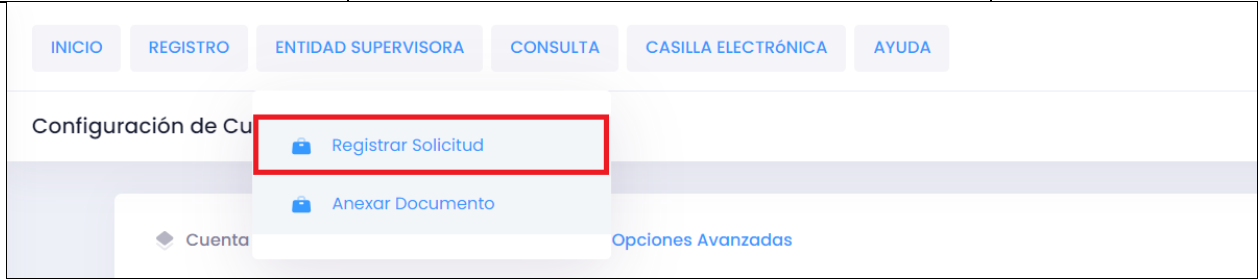 INICIO REGISTRO ENTIDAD SUPERVISORA CONSULTA CASILLA ELECTRóNICA AYUDA
Configuración de Cu
Registrar Solicitud
Anexar Documento
Cuenta Opciones Avanzadas